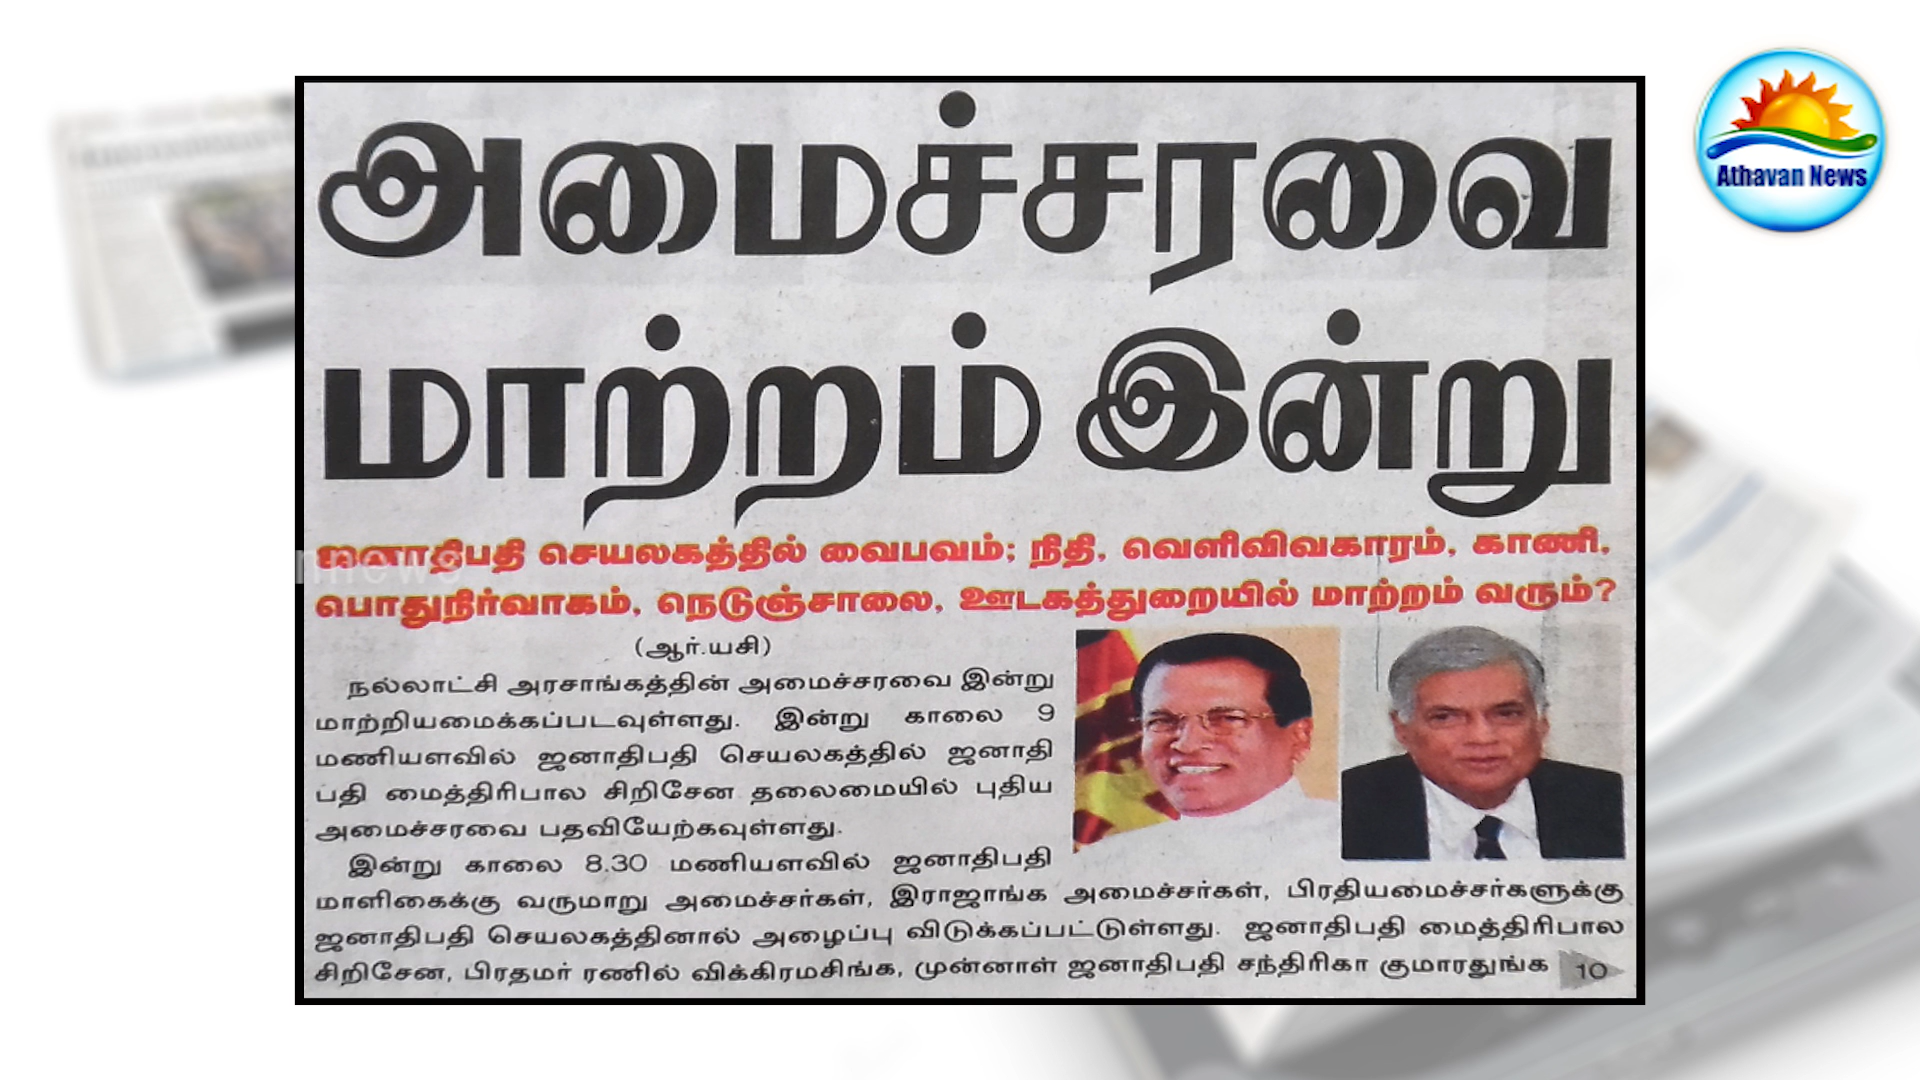 அமைச்சரவை
மாற்றம் இன்று
ஜனாதிபதி செயலகத்தில் வைபவம்; நிதி, வெளிவிவகாரம், காணி,
பொதுநிர்வாகம், நெடுஞ்சாலை, ஊடகத்துறையில் மாற்றம் வரும்?
(ஆர்.யசி)
நல்லாட்சி அரசாங்கத்தின் அமைச்சரவை இன்று
மாற்றியமைக்கப்படவுள்ளது. இன்று காலை 9
மணியளவில் ஜனாதிபதி செயலகத்தில் ஜனாதி
பதி மைத்திரிபால சிறிசேன தலைமையில் புதிய
அமைச்சரவை பதவியேற்கவுள்ளது.
இன்று காலை 8.30 மணியளவில் ஜனாதிபதி
மாளிகைக்கு வருமாறு அமைச்சர்கள், இராஜாங்க அமைச்சர்கள், பிரதியமைச்சர்களுக்கு
ஜனாதிபதி செயலகத்தினால் அழைப்பு விடுக்கப்பட்டுள்ளது. ஜனாதிபதி மைத்திரிபால
சிறிசேன, பிரதமர் ரணில் விக்கிரமசிங்க, முன்னாள் ஜனாதிபதி சந்திரிகா குமாரதுங்க 10
Athavan News